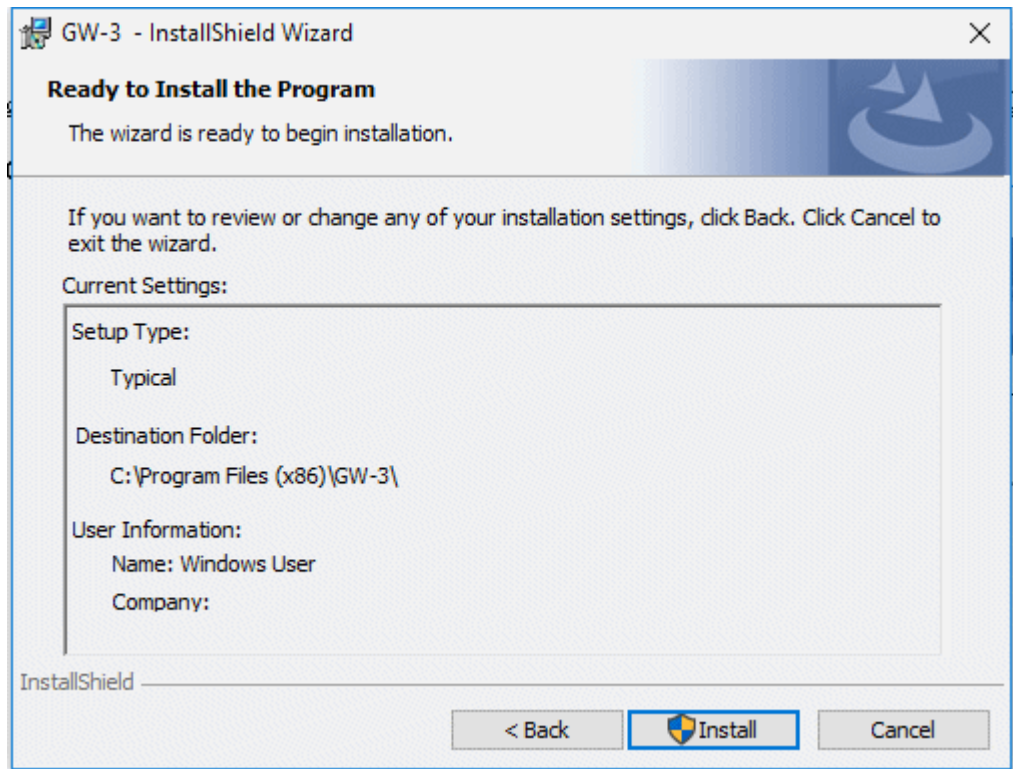 GW-3 - InstallShield Wizard
Ready to Install the Program
The wizard is ready to begin installation.
If you want to review or change any of your installation settings, click Back. Click Cancel to
exit the wizard.
Current Settings:
Setup Type:
Typical
Destination Folder:
C:\Program Files (x86)\GW-3\
User Information:
Name: Windows User
Company:
InstallShield
< Back
Install
Cancel